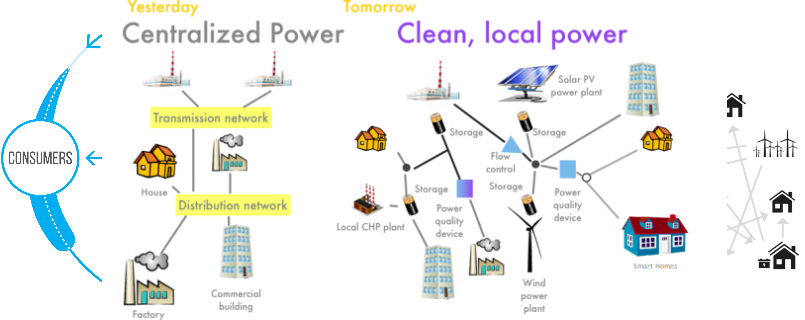 Yesterday
Centralized Power
Transmission network
House
Distribution network
Commercial
building
Factory
CONSUMERS
Tomorrow
Clean, local power
Solar PV
power plant
Storage
Storage
Flow
control
Storage
Storage
Power
quality
device
Power
quality
device
Local CHP plant
Wind
power
plant
Smart Homes